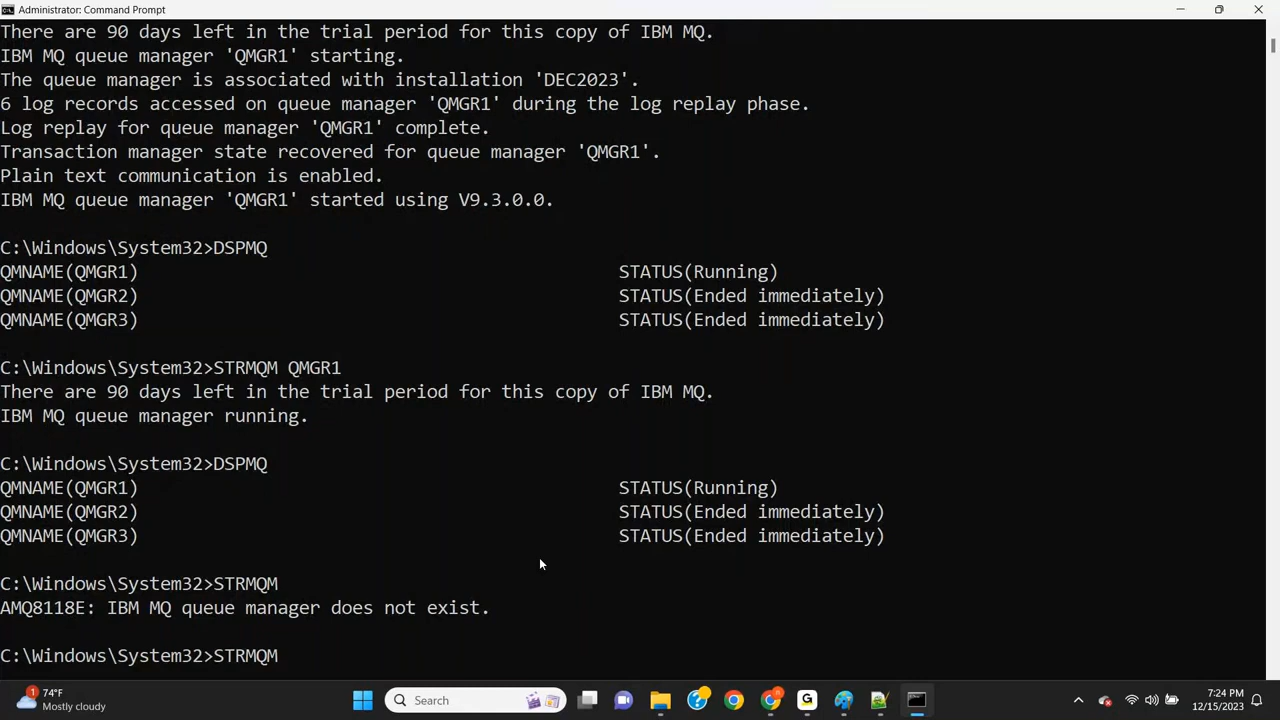 Administrator: Command Prompt
There are 90 days left in the trial period for this copy of IBM MQ.
IBM MQ queue manager 'QMGR1' starting.
The queue manager is associated with installation 'DEC2023'.
6 log records accessed on queue manager 'QMGR1' during the log replay phase.
Log replay for queue manager 'QMGR1' complete.
Transaction manager state recovered for queue manager 'QMGR1'.
Plain text communication is enabled.
IBM MQ queue manager 'QMGR1' started using V9.3.0.0.
C:\Windows\System32>DSPMQ
QMNAME(QMGR1) STATUS(Running)
QMNAME(QMGR2) STATUS(Ended immediately)
QMNAME(QMGR3) STATUS(Ended immediately)
C:\Windows\System32>STRMQM QMGR1
There are 90 days left in the trial period for this copy of IBM MQ.
IBM MQ queue manager running.
C:\Windows\System32>DSPMQ
QMNAME(QMGR1) STATUS(Running)
QMNAME(QMGR2) STATUS(Ended immediately)
QMNAME(QMGR3) STATUS(Ended immediately)
C:\Windows\System32>STRMQM
AMQ8118E: IBM MQ queue manager does not exist.
C:\Windows\System32>STRMQM
1
74°F
Mostly cloudy
Search
G
7:24 PM
12/15/2023